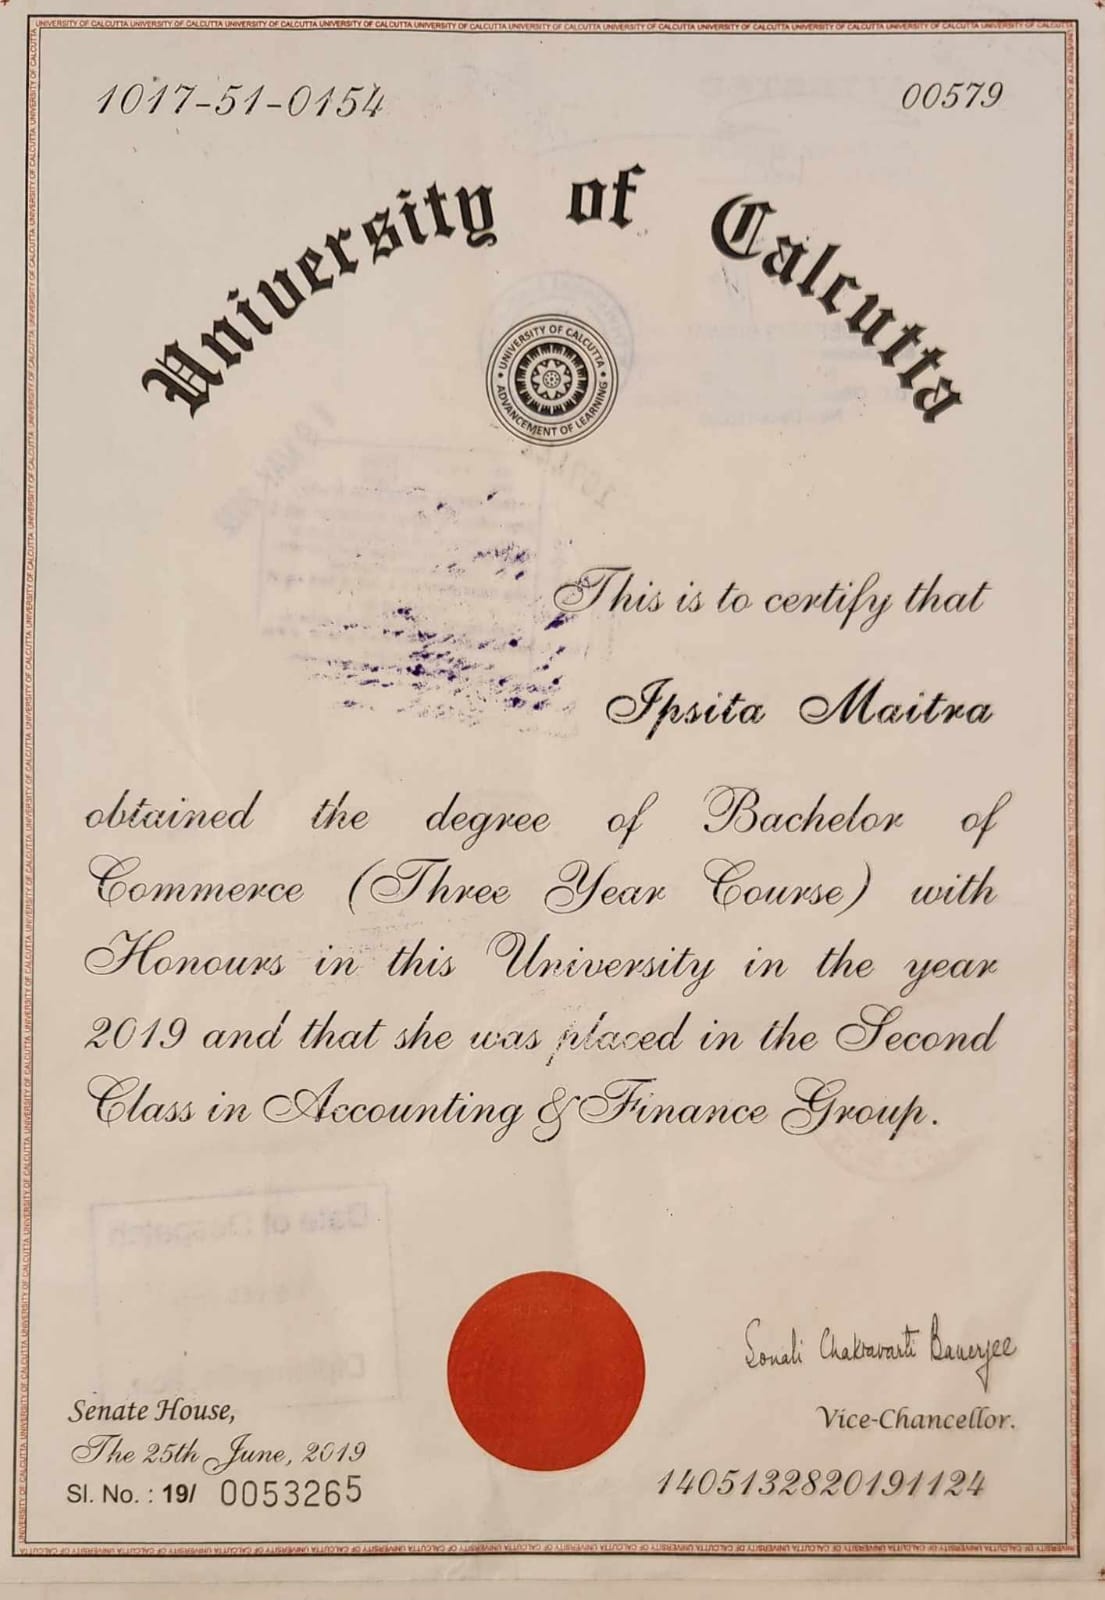 1017-51-0154
00579
University of Calcutta
UNIVERSITY OF CALCUTTA
ADVANCEMENT OF LEARNING
This is to certify that
Ipsita Maitra
obtained the degree of Bachelor of
Commerce (Three Year Course) with
Honours in this University in the year
2019 and that she was placed in the Second
Class in Accounting & Finance Group.
Sonali Chakravarti Banerjee
Vice-Chancellor.
Senate House,
The 25th June, 2019
Sl. No. : 19/ 0053265
1405132820191124